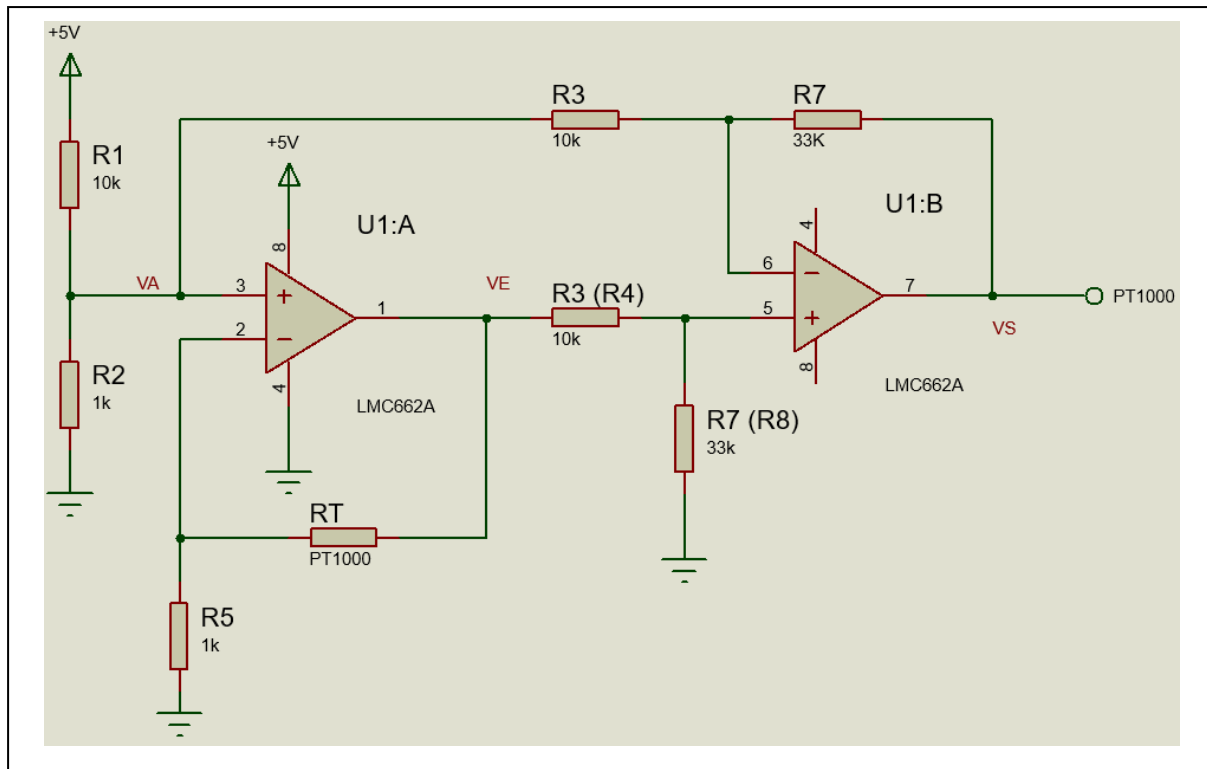 +5V
R1
10k
R2
1k
VA
+5V
U1:A
8
3
2
1
4
+
−
LMC662A
RT
PT1000
R5
1k
VE
R3
10k
R7
33K
R3 (R4)
10k
R7 (R8)
33k
U1:B
4
6
5
7
8
−
+
LMC662A
VS
PT1000